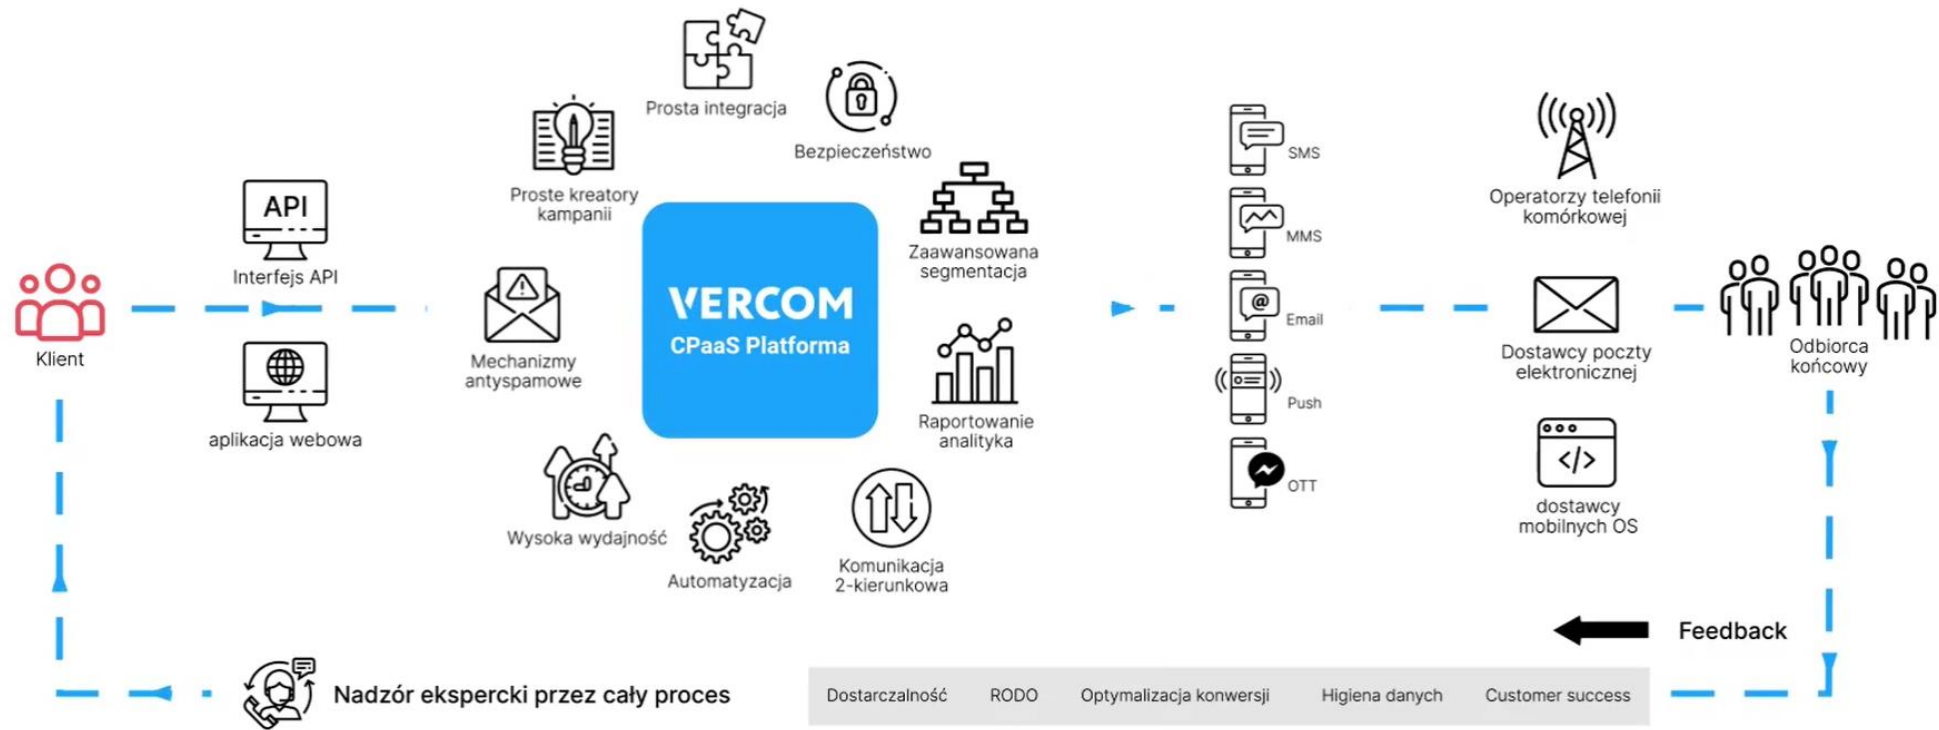 Prosta integracja
Bezpieczeństwo
Proste kreatory
kampanii
API
Interfejs API
Klient
aplikacja webowa
Mechanizmy
antyspamowe
VERCOM
CPaaS Platforma
Zaawansowana
segmentacja
Raportowanie
analityka
Wysoka wydajność
Automatyzacja
Komunikacja
2-kierunkowa
SMS
MMS
@
Email
Push
OTT
Operatorzy telefonii
komórkowej
Dostawcy poczty
elektronicznej
</>
dostawcy
mobilnych OS
Odbiorca
końcowy
Feedback
Nadzór ekspercki przez cały proces
Dostarczalność RODO Optymalizacja konwersji Higiena danych Customer success